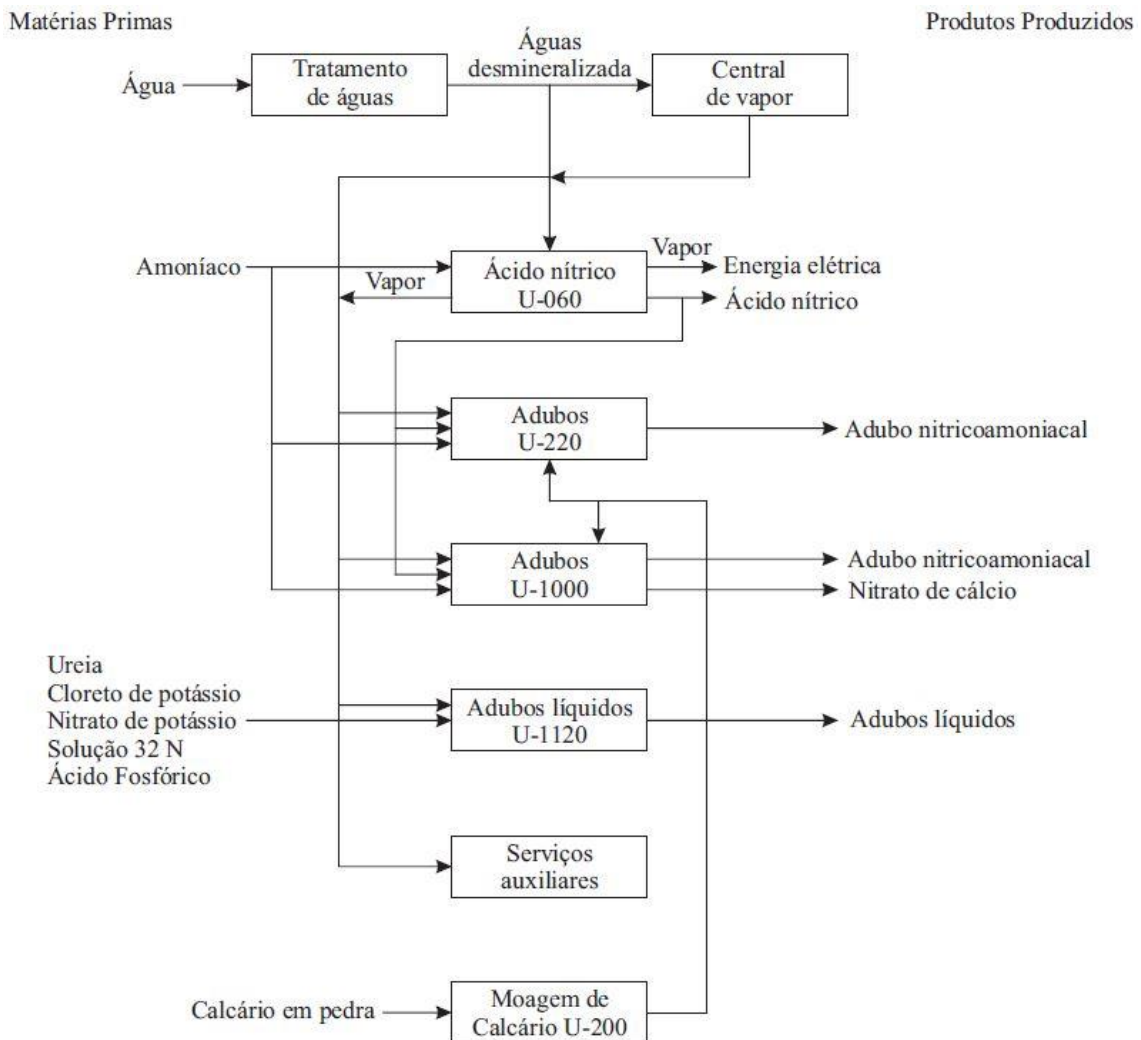 Matérias Primas
Produtos Produzidos
Águas
desmineralizada
Água
Tratamento
de águas
Central
de vapor
Amoníaco
Vapor
Ácido nítrico
U-060
Vapor
Energia elétrica
Ácido nítrico
Adubos
U-220
Adubo nitricoamoniacal
Adubos
U-1000
Adubo nitricoamoniacal
Nitrato de cálcio
Ureia
Cloreto de potássio
Nitrato de potássio
Solução 32 N
Ácido Fosfórico
Adubos líquidos
U-1120
Adubos líquidos
Serviços
auxiliares
Calcário em pedra
Moagem de
Calcário U-200